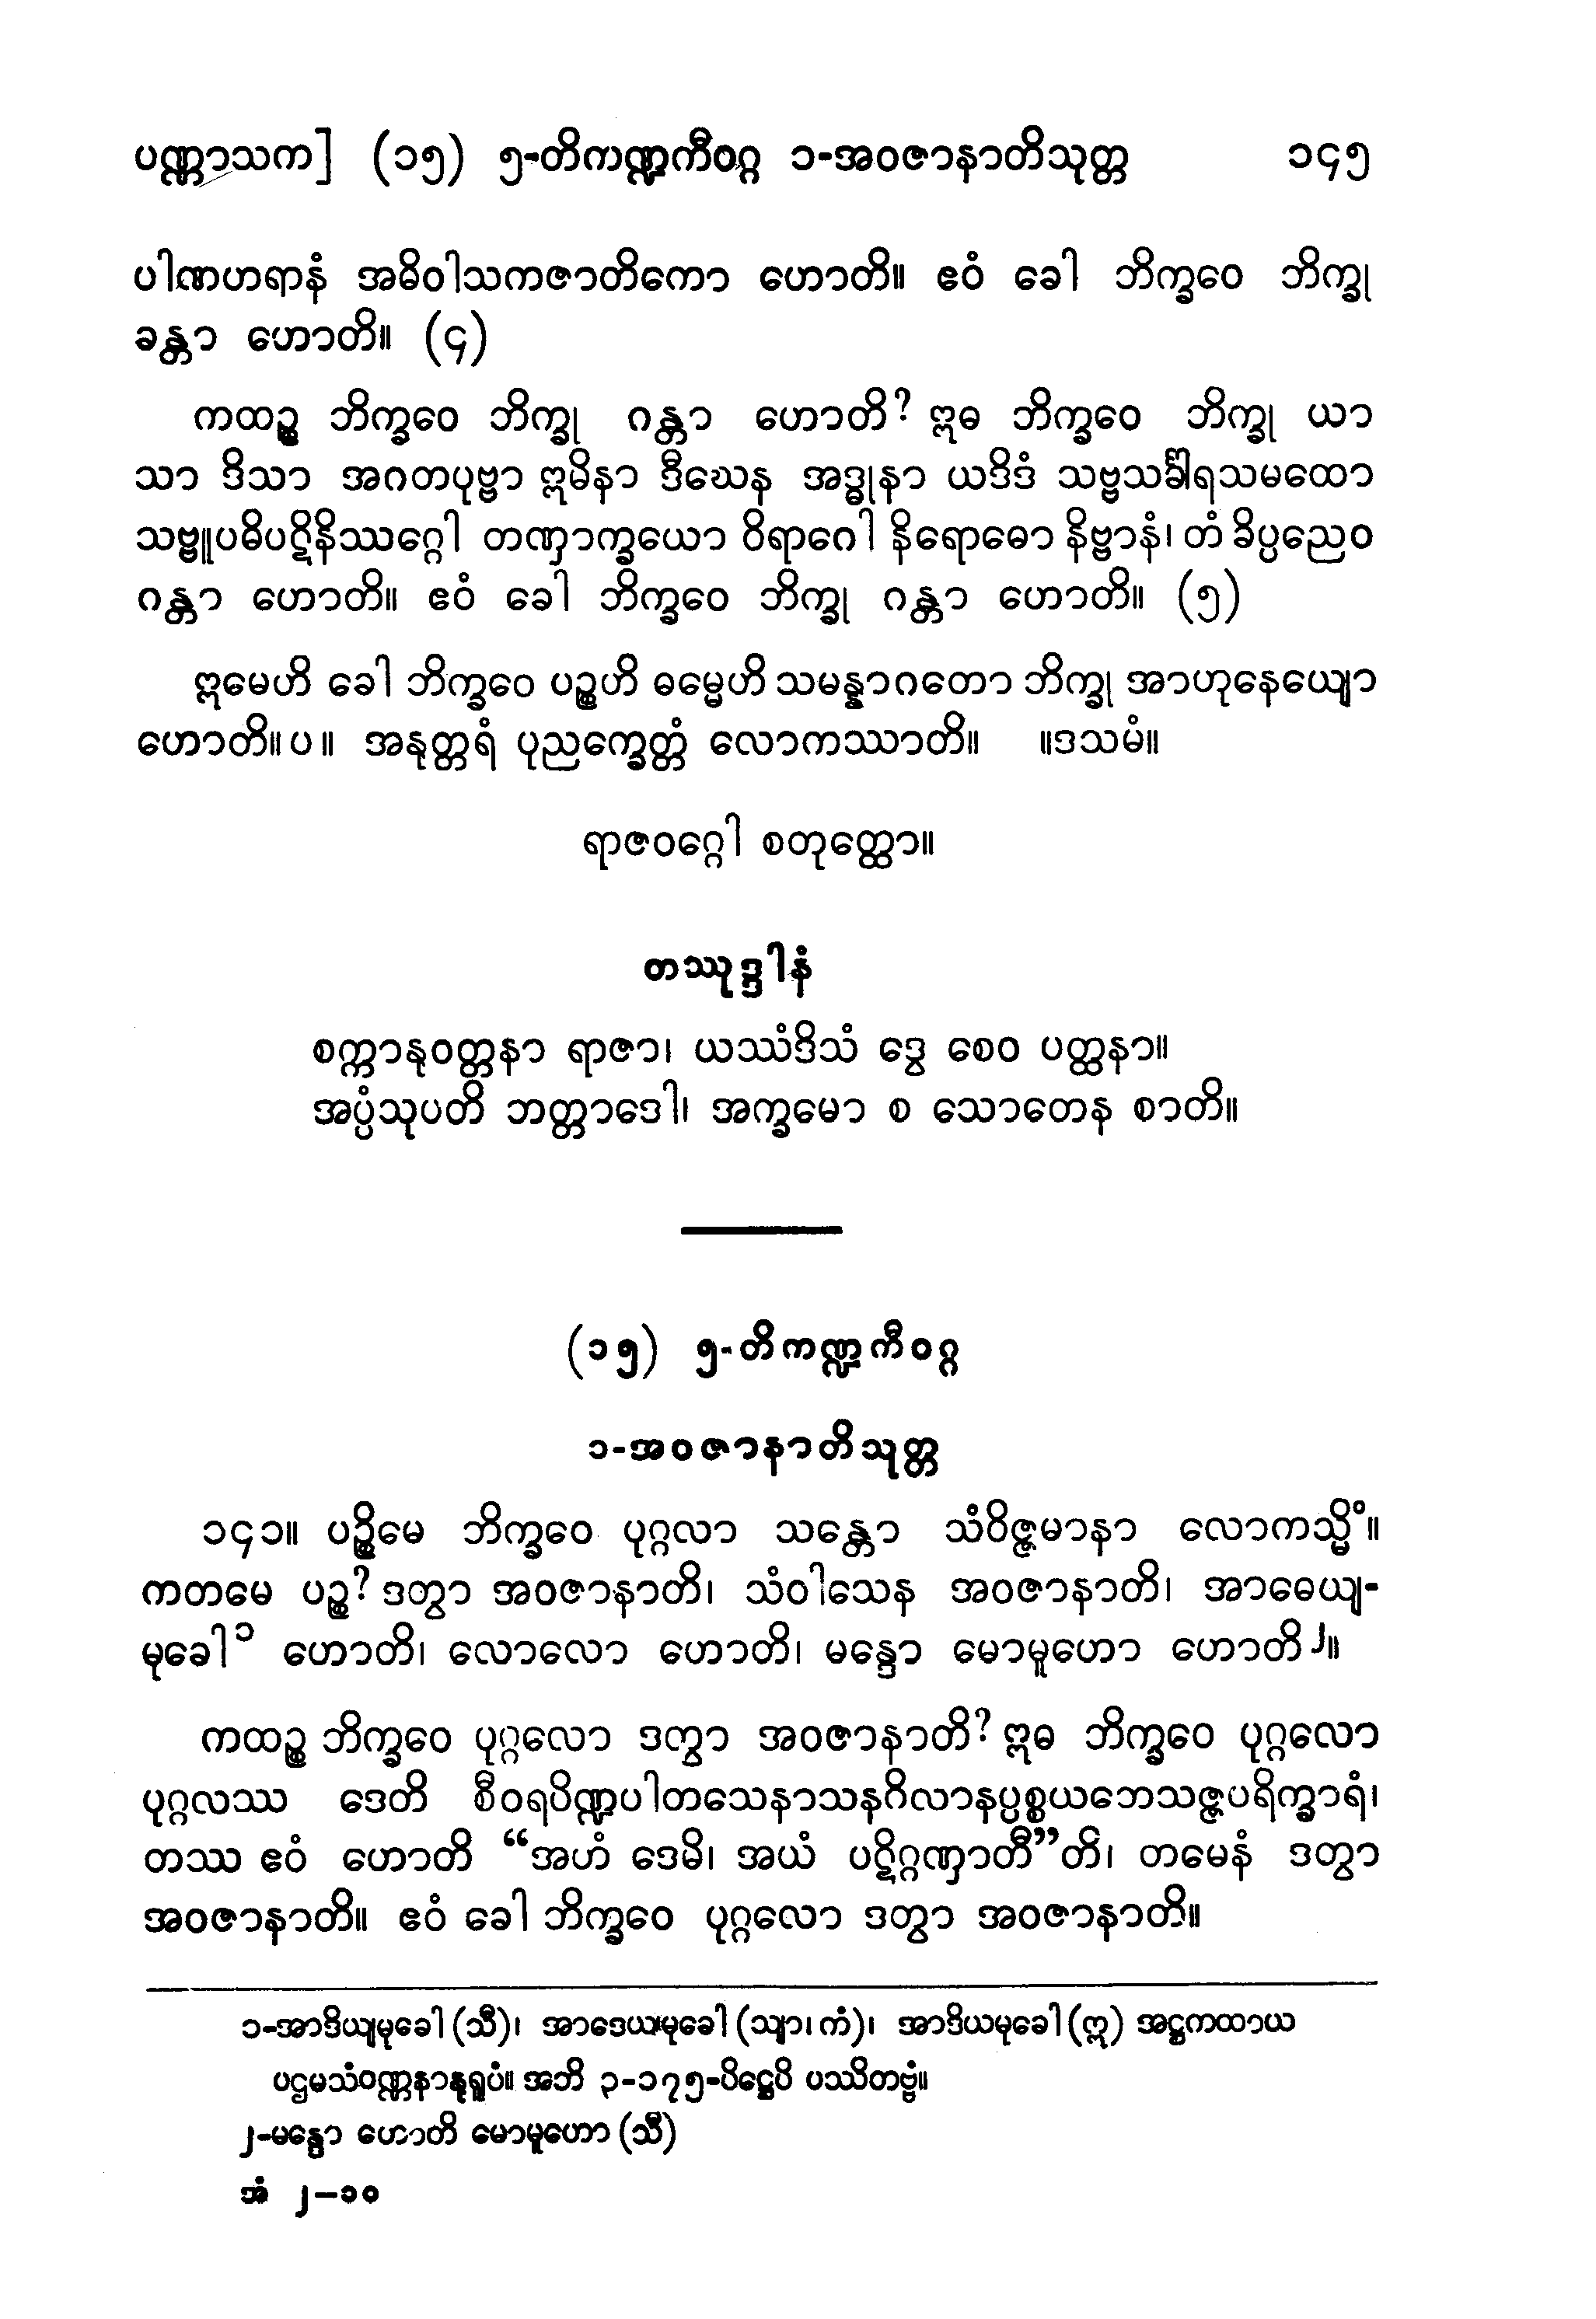 ပဏ္ဏာသက] (၁၅) ၅-တိကဏ္ဍကီဝဂ္ဂ ၁-အဝဇာနာတိသုတ္တ ၁၄၅
ပါဏဟရာနံ အဓိဝါသကဇာတိကော ဟောတိ။ ဧဝံ ခေါ ဘိက္ခဝေ ဘိက္ခု
ခန္တာ ဟောတိ။ (၄)
ကထဉ္စ ဘိက္ခဝေ ဘိက္ခု ဂန္တာ ဟောတိ? ဣဓ ဘိက္ခဝေ ဘိက္ခု ယာ
သာ ဒိသာ အဂတပုဗ္ဗာ ဣမိနာ ဒီဃေန အဒ္ဓုနာ ယဒိဒံ သဗ္ဗသင်္ခါရသမထော
သဗ္ဗူပဓိပဋိနိဿဂ္ဂေါ တဏှာက္ခယော ဝိရာဂေါ နိရောဓော နိဗ္ဗာနံ၊ တံ ခိပ္ပညေဝ
ဂန္တာ ဟောတိ။ ဧဝံ ခေါ ဘိက္ခဝေ ဘိက္ခု ဂန္တာ ဟောတိ။ (၅)
ဣမေဟိ ခေါ ဘိက္ခဝေ ပဉ္စဟိ ဓမ္မေဟိ သမန္နာဂတော ဘိက္ခု အာဟုနေယျော
ဟောတိ။ ပ ။ အနုတ္တရံ ပုညက္ခေတ္တံ လောကဿာတိ။ ။ဒသမံ။
ရာဇဝဂ္ဂေါ စတုတ္ထော။
တဿုဒ္ဒါနံ
စက္ကာနုဝတ္တနာ ရာဇာ၊ ယဿံဒိသံ ဒွေ စေဝ ပတ္ထနာ။
အပ္ပံသုပတိ ဘတ္တာဒေါ၊ အက္ခမော စ သောတေန စာတိ။
(၁၅) ၅-တိကဏ္ဍကီဝဂ္ဂ
၁-အဝဇာနာတိသုတ္တ
၁၄၁။ ပဉ္စိမေ ဘိက္ခဝေ ပုဂ္ဂလာ သန္တော သံဝိဇ္ဇမာနာ လောကသ္မိံ။
ကတမေ ပဉ္စ? ဒတွာ အဝဇာနာတိ၊ သံဝါသေန အဝဇာနာတိ၊ အာဓေယျ-
မုခေါ၁ ဟောတိ၊ လောလော ဟောတိ၊ မန္ဒော မောမူဟော ဟောတိ၂။
ကထဉ္စ ဘိက္ခဝေ ပုဂ္ဂလော ဒတွာ အဝဇာနာတိ? ဣဓ ဘိက္ခဝေ ပုဂ္ဂလော
ပုဂ္ဂလဿ ဒေတိ စီဝရပိဏ္ဍပါတသေနာသနဂိလာနပ္ပစ္စယဘေသဇ္ဇပရိက္ခာရံ၊
တဿ ဧဝံ ဟောတိ “အဟံ ဒေမိ၊ အယံ ပဋိဂ္ဂဏှာတီ”တိ၊ တမေနံ ဒတွာ
အဝဇာနာတိ။ ဧဝံ ခေါ ဘိက္ခဝေ ပုဂ္ဂလော ဒတွာ အဝဇာနာတိ။
၁-အာဒိယျမုခေါ (သီ)၊ အာဒေယျမုခေါ (သျာ၊ ကံ)၊ အာဒိယမုခေါ (ဣ) အဋ္ဌကထာယ
ပဌမသံဝဏ္ဏနာနုရူပံ။ အဘိ ၃-၁၇၅-ပိဋ္ဌေပိ ပဿိတဗ္ဗံ။
၂-မန္ဒော ဟောတိ မောမူဟော (သီ)
အံ ၂–၁၀